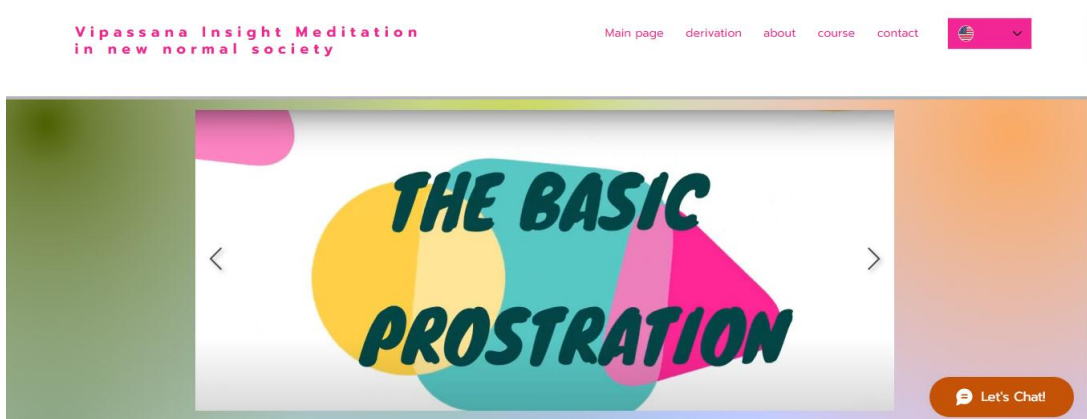 Vipassana Insight Meditation
in new normal society
Main page derivation about course contact
THE BASIC
PROSTRATION
Let's Chat!